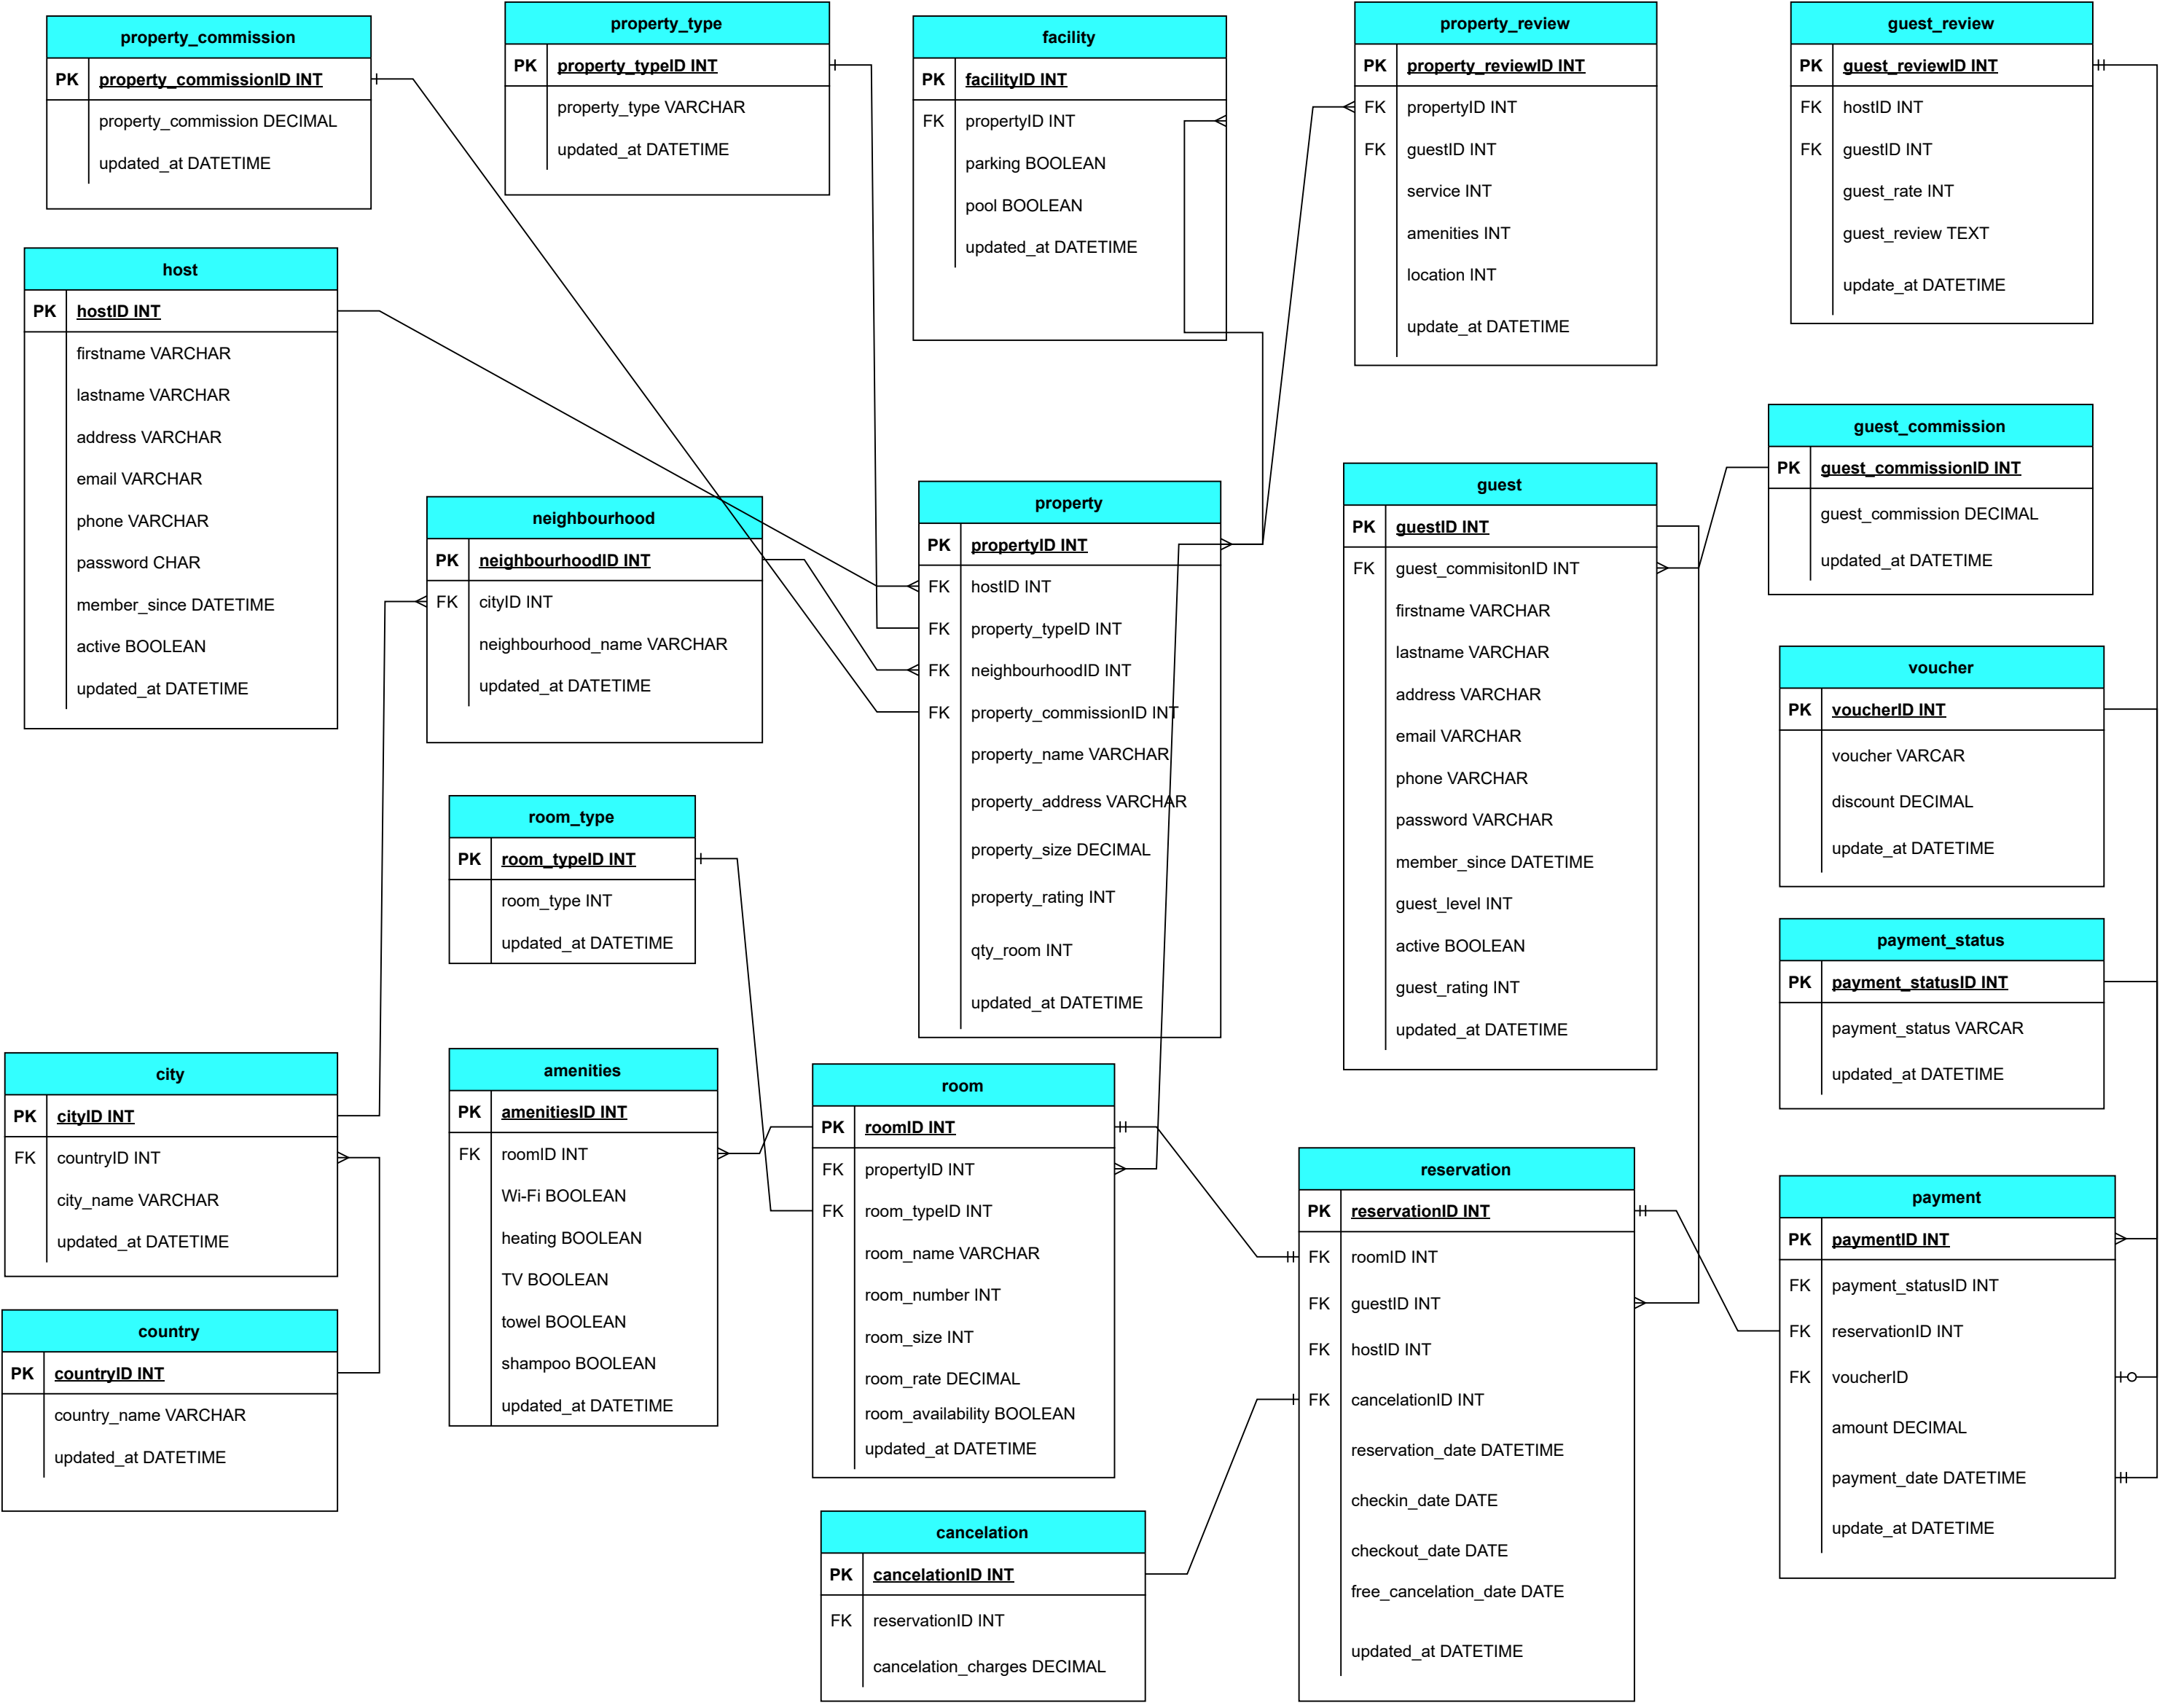 property_commission
PK property_commissionID INT
property_commission DECIMAL
updated_at DATETIME
property_type
PK property_typeID INT
property_type VARCHAR
updated_at DATETIME
facility
PK facilityID INT
FK propertyID INT
parking BOOLEAN
pool BOOLEAN
updated_at DATETIME
property_review
PK property_reviewID INT
FK propertyID INT
FK guestID INT
service INT
amenities INT
location INT
update_at DATETIME
guest_review
PK guest_reviewID INT
FK hostID INT
FK guestID INT
guest_rate INT
guest_review TEXT
update_at DATETIME
host
PK hostID INT
firstname VARCHAR
lastname VARCHAR
address VARCHAR
email VARCHAR
phone VARCHAR
password CHAR
member_since DATETIME
active BOOLEAN
updated_at DATETIME
neighbourhood
PK neighbourhoodID INT
FK cityID INT
neighbourhood_name VARCHAR
updated_at DATETIME
property
PK propertyID INT
FK hostID INT
FK property_typeID INT
FK neighbourhoodID INT
FK property_commissionID INT
property_name VARCHAR
property_address VARCHAR
property_size DECIMAL
property_rating INT
qty_room INT
updated_at DATETIME
guest
PK guestID INT
FK guest_commisitonID INT
firstname VARCHAR
lastname VARCHAR
address VARCHAR
email VARCHAR
phone VARCHAR
password VARCHAR
member_since DATETIME
guest_level INT
active BOOLEAN
guest_rating INT
updated_at DATETIME
guest_commission
PK guest_commissionID INT
guest_commission DECIMAL
updated_at DATETIME
voucher
PK voucherID INT
voucher VARCAR
discount DECIMAL
update_at DATETIME
room_type
PK room_typeID INT
room_type INT
updated_at DATETIME
payment_status
PK payment_statusID INT
payment_status VARCAR
updated_at DATETIME
city
PK cityID INT
FK countryID INT
city_name VARCHAR
updated_at DATETIME
amenities
PK amenitiesID INT
FK roomID INT
Wi-Fi BOOLEAN
heating BOOLEAN
TV BOOLEAN
towel BOOLEAN
shampoo BOOLEAN
updated_at DATETIME
room
PK roomID INT
FK propertyID INT
FK room_typeID INT
room_name VARCHAR
room_number INT
room_size INT
room_rate DECIMAL
room_availability BOOLEAN
updated_at DATETIME
reservation
PK reservationID INT
FK roomID INT
FK guestID INT
FK hostID INT
FK cancelationID INT
reservation_date DATETIME
checkin_date DATE
checkout_date DATE
free_cancelation_date DATE
updated_at DATETIME
payment
PK paymentID INT
FK payment_statusID INT
FK reservationID INT
FK voucherID
amount DECIMAL
payment_date DATETIME
update_at DATETIME
country
PK countryID INT
country_name VARCHAR
updated_at DATETIME
cancelation
PK cancelationID INT
FK reservationID INT
cancelation_charges DECIMAL